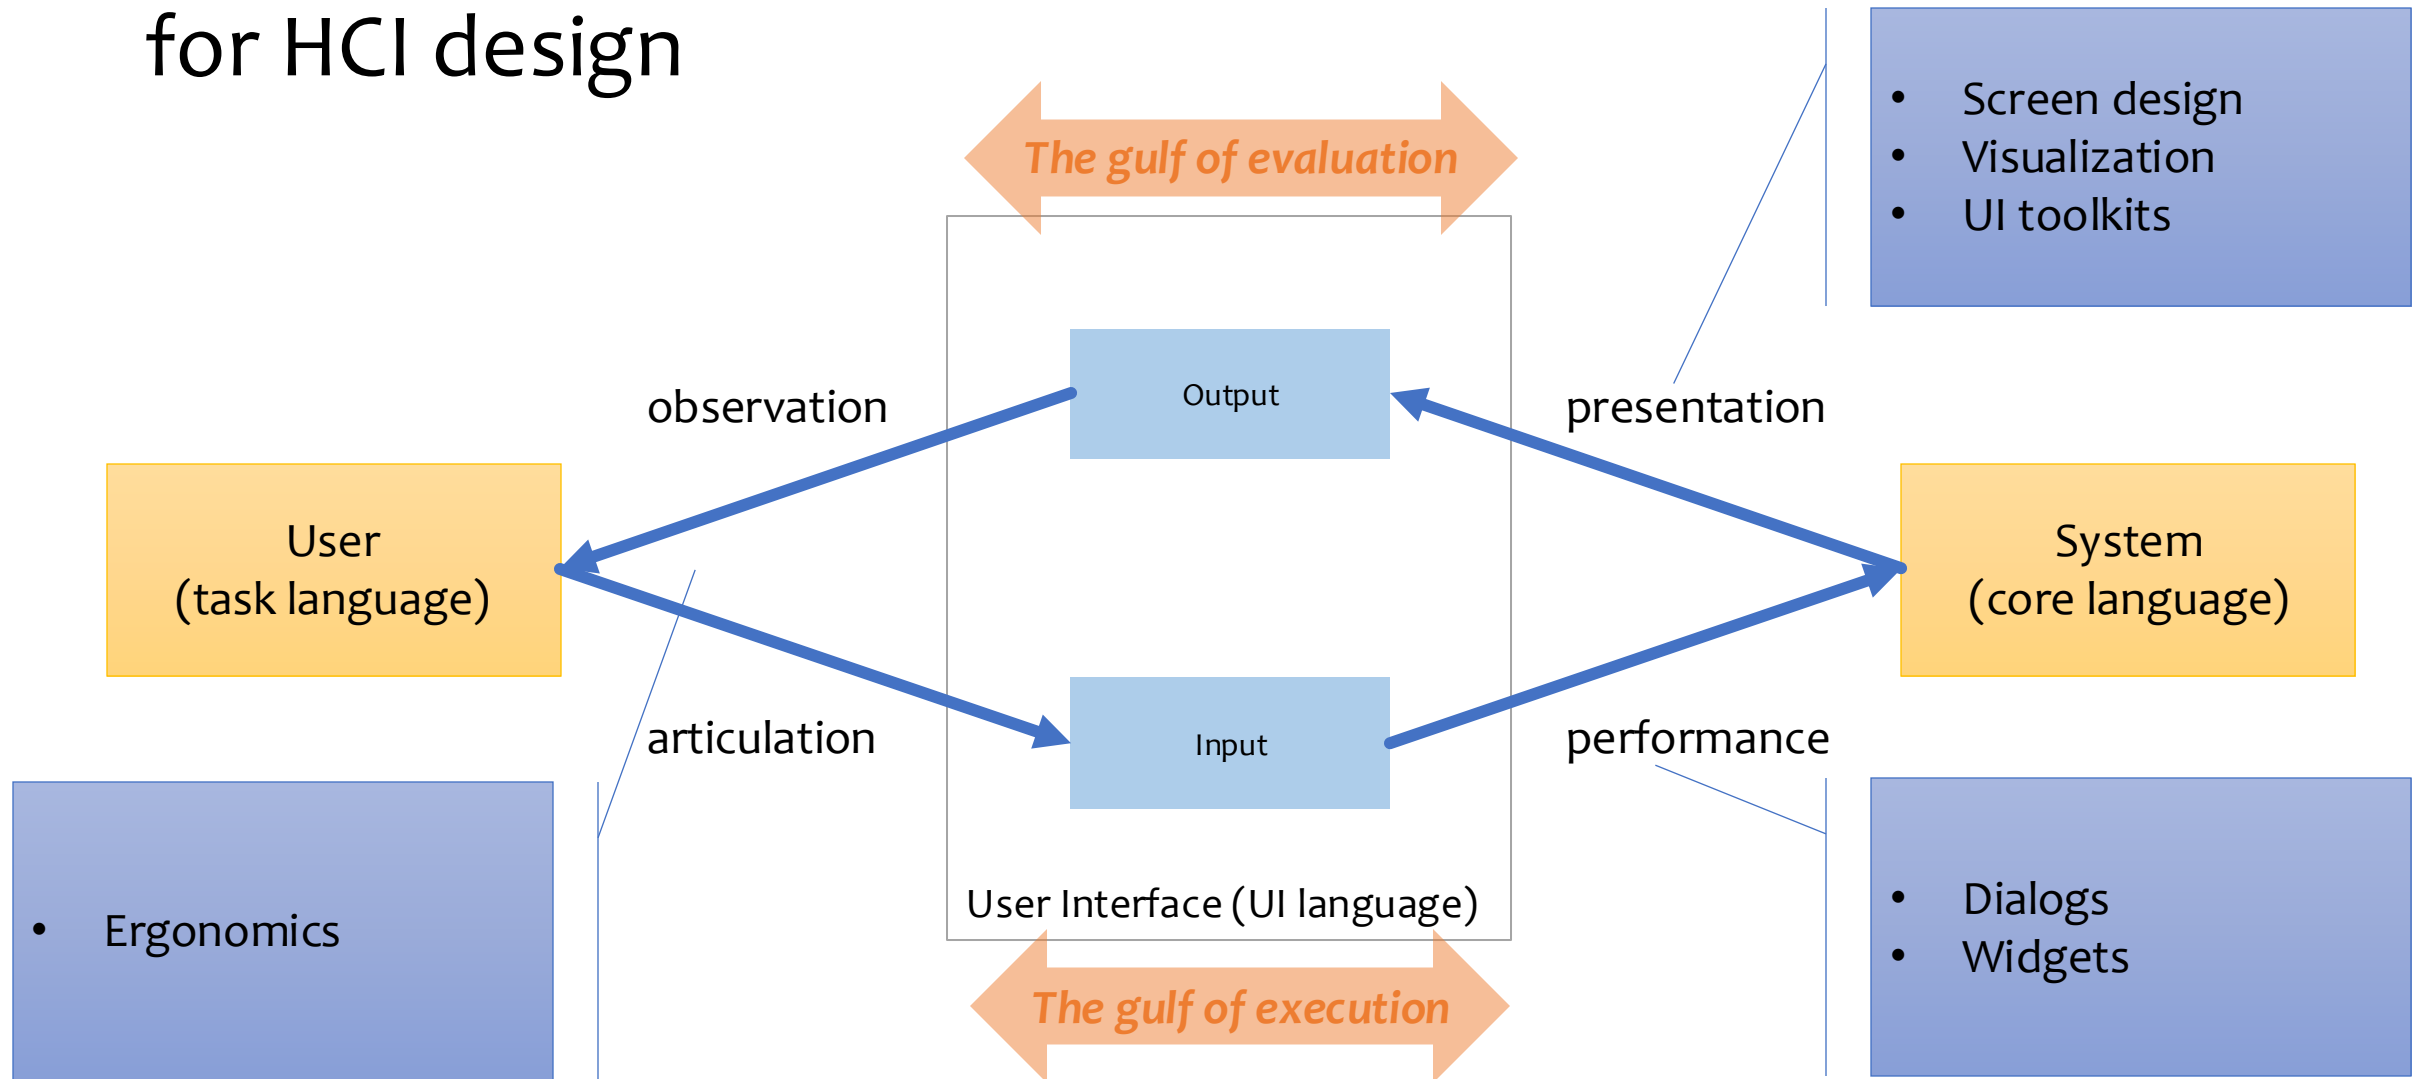 for HCI design
The gulf of evaluation
• Screen design
• Visualization
• UI toolkits
observation
Output
presentation
User
(task language)
System
(core language)
articulation
Input
performance
User Interface (UI language)
• Ergonomics
• Dialogs
• Widgets
The gulf of execution